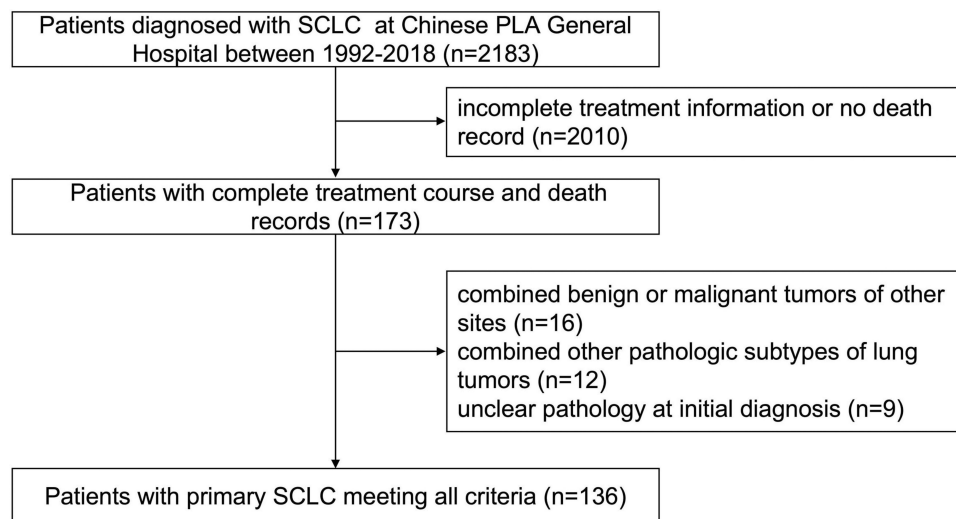 Patients diagnosed with SCLC at Chinese PLA General
Hospital between 1992-2018 (n=2183)
incomplete treatment information or no death
record (n=2010)
Patients with complete treatment course and death
records (n=173)
combined benign or malignant tumors of other
sites (n=16)
combined other pathologic subtypes of lung
tumors (n=12)
unclear pathology at initial diagnosis (n=9)
Patients with primary SCLC meeting all criteria (n=136)